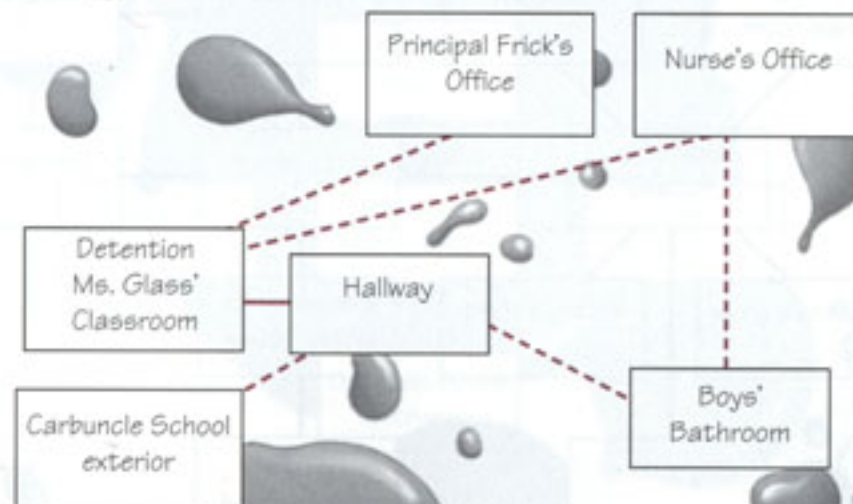 Principal Frick's
Office
Nurse's Office
Detention
Ms. Glass'
Classroom
Hallway
Carbuncle School
exterior
Boys'
Bathroom